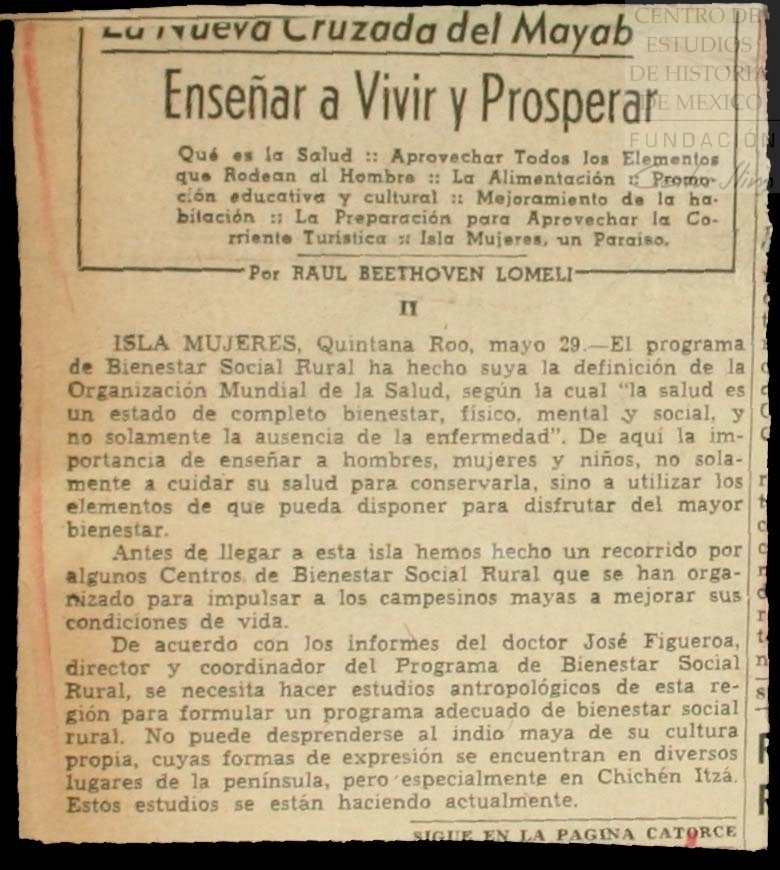 La Nueva Cruzada del Mayab
Enseñar a Vivir y Prosperar
Qué es la Salud :: Aprovechar Todos los Elementos
que Rodean al Hombre :: La Alimentación :: Promo-
ción educativa y cultural :: Mejoramiento de la ha-
bilación :: La Preparación para Aprovechar la Co-
rriente Turística :: Isla Mujeres, un Paraíso.
Por RAUL BEETHOVEN LOMELI
II
ISLA MUJERES, Quintana Roo, mayo 29.—El programa
de Bienestar Social Rural ha hecho suya la definición de la
Organización Mundial de la Salud, según la cual "la salud es
un estado de completo bienestar, físico, mental y social, y
no solamente la ausencia de la enfermedad". De aquí la im-
portancia de enseñar a hombres, mujeres y niños, no sola-
mente a cuidar su salud para conservarla, sino a utilizar los
elementos de que pueda disponer para disfrutar del mayor
bienestar.
Antes de llegar a esta isla hemos hecho un recorrido por
algunos Centros de Bienestar Social Rural que se han orga-
nizado para impulsar a los campesinos mayas a mejorar sus
condiciones de vida.
De acuerdo con los informes del doctor José Figueroa,
director y coordinador del Programa de Bienestar Social
Rural, se necesita hacer estudios antropológicos de esta re-
gión para formular un programa adecuado de bienestar social
rural. No puede desprenderse al indio maya de su cultura
propia, cuyas formas de expresión se encuentran en diversos
lugares de la península, pero especialmente en Chichén Itzá.
Estos estudios se están haciendo actualmente.
SIGUE EN LA PAGINA CATORCE
CENTRO DE
ESTUDIOS
DE HISTORIA
DE MEXICO
FUNDACIÓN